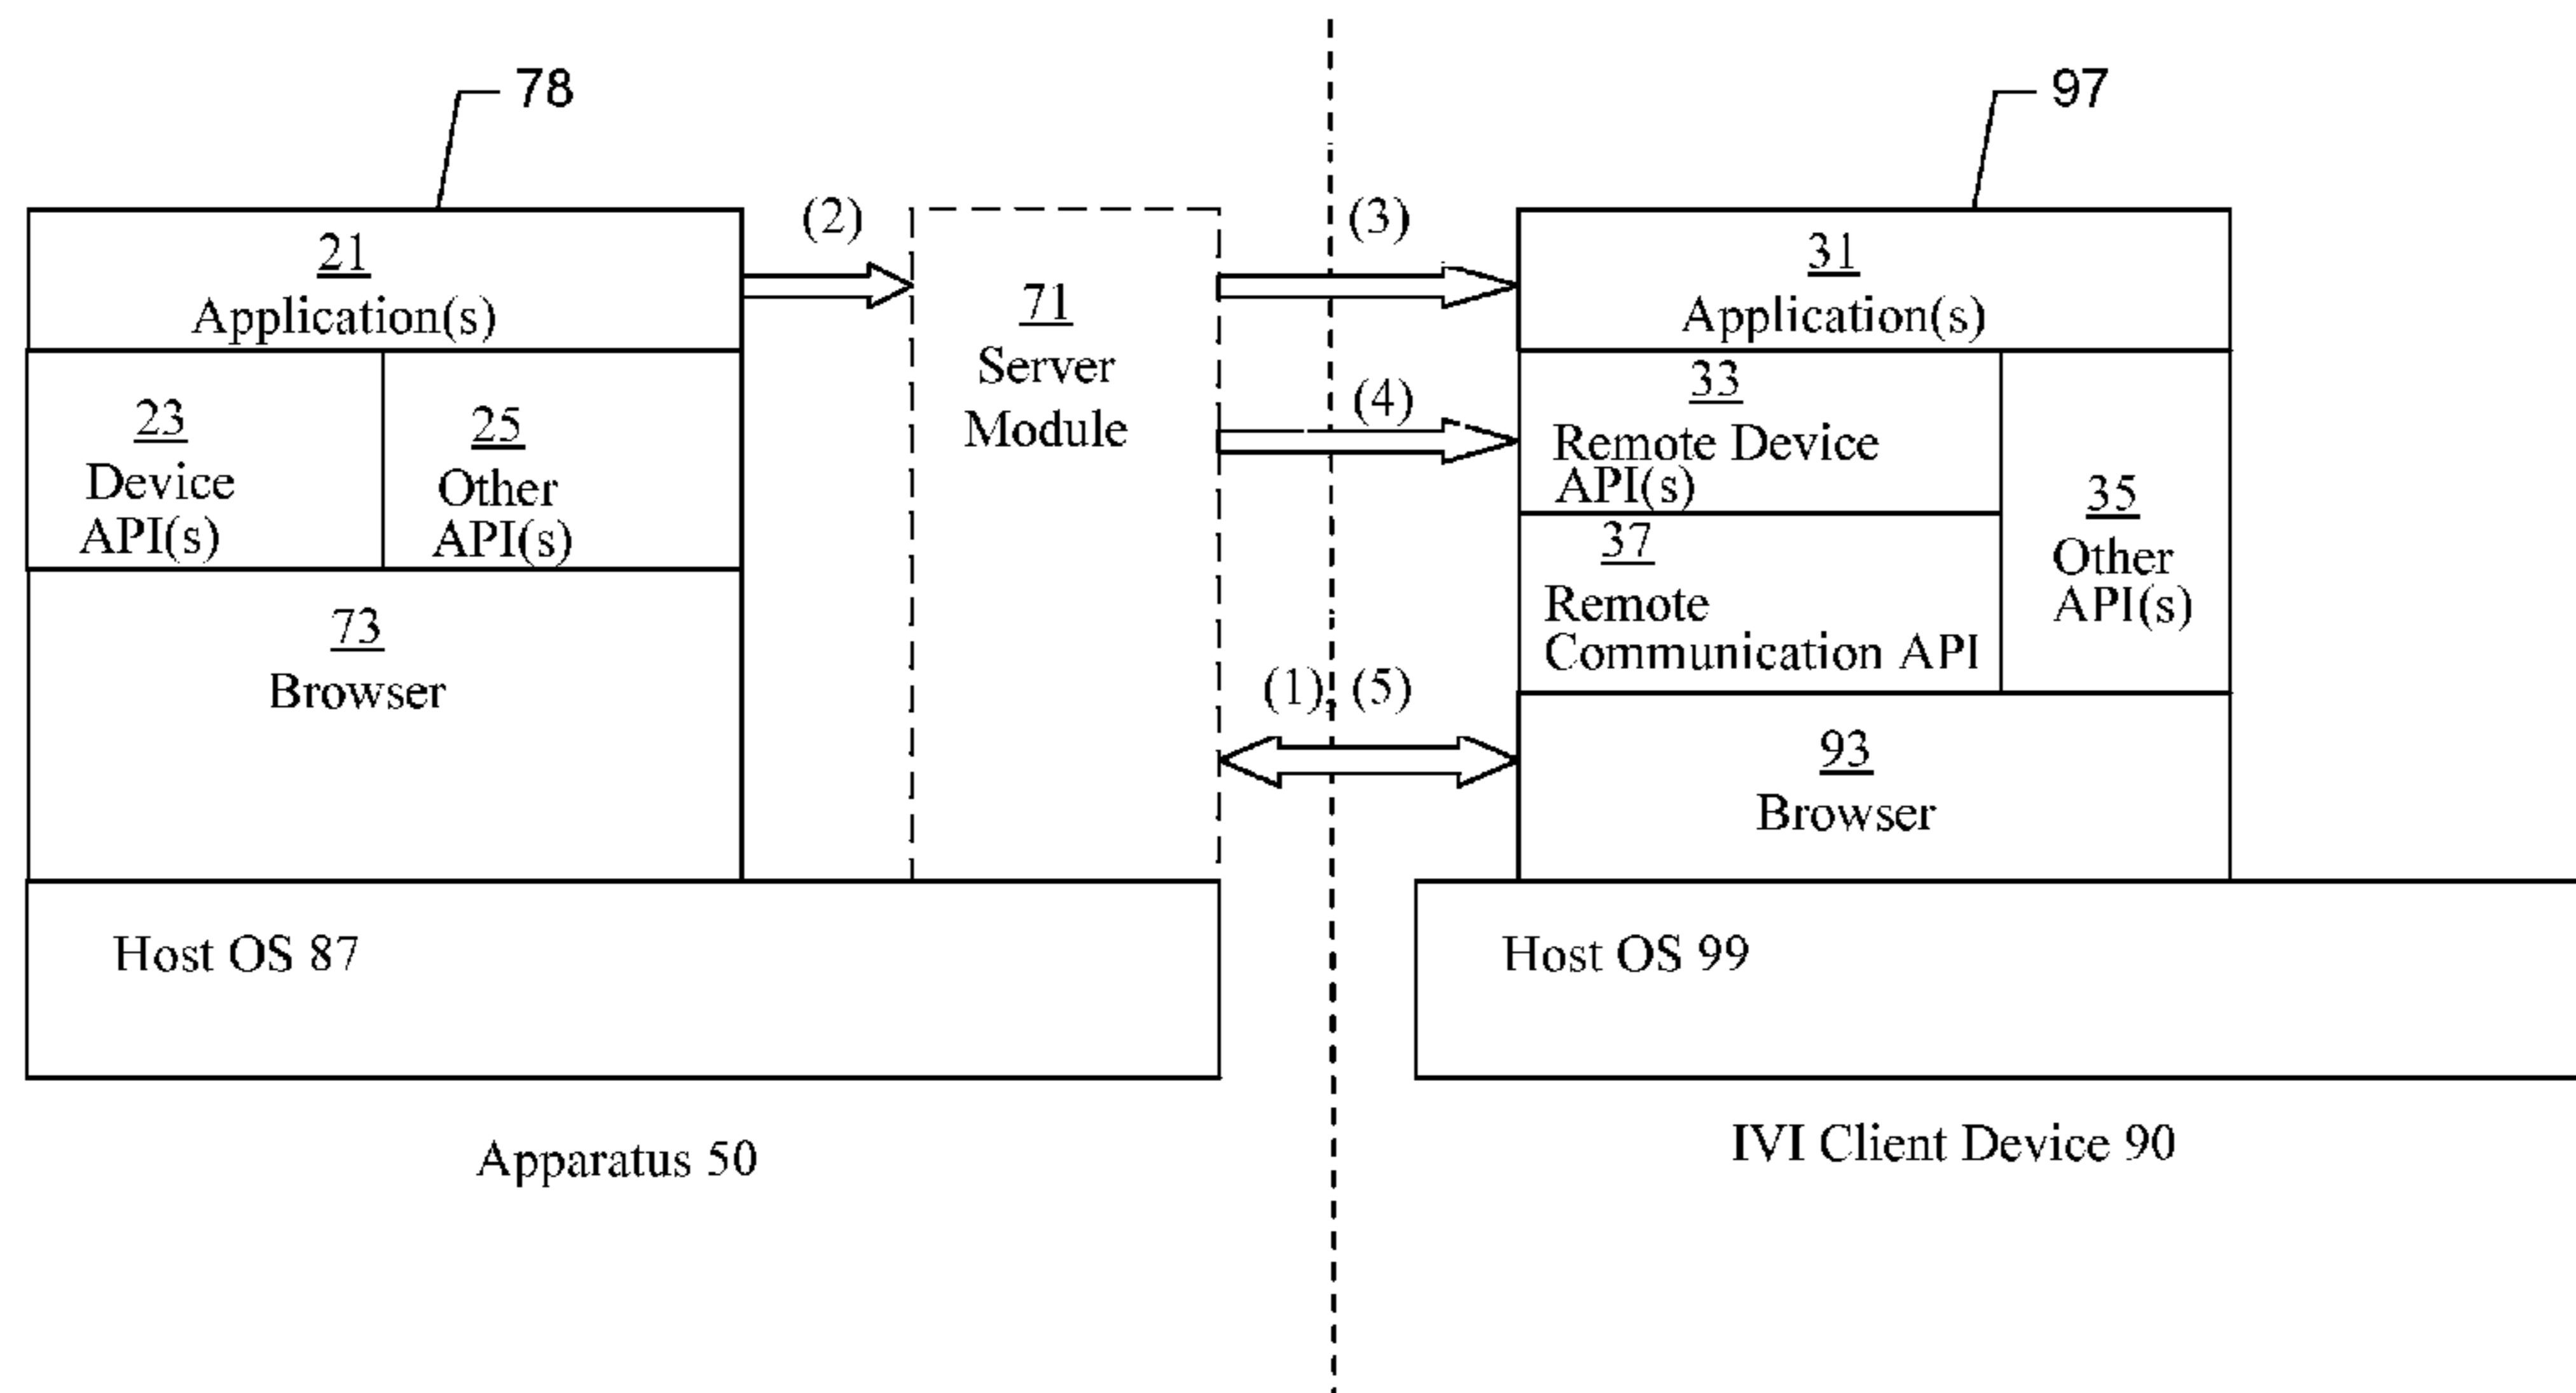 78
97
(2)
(3)
21
Application(s)
71
Server
Module
31
Application(s)
(4)
23
Device
API(s)
25
Other
API(s)
33
Remote Device
API(s)
35
Other
API(s)
37
Remote
Communication API
73
Browser
(1), (5)
93
Browser
Host OS 87
Host OS 99
Apparatus 50
IVI Client Device 90